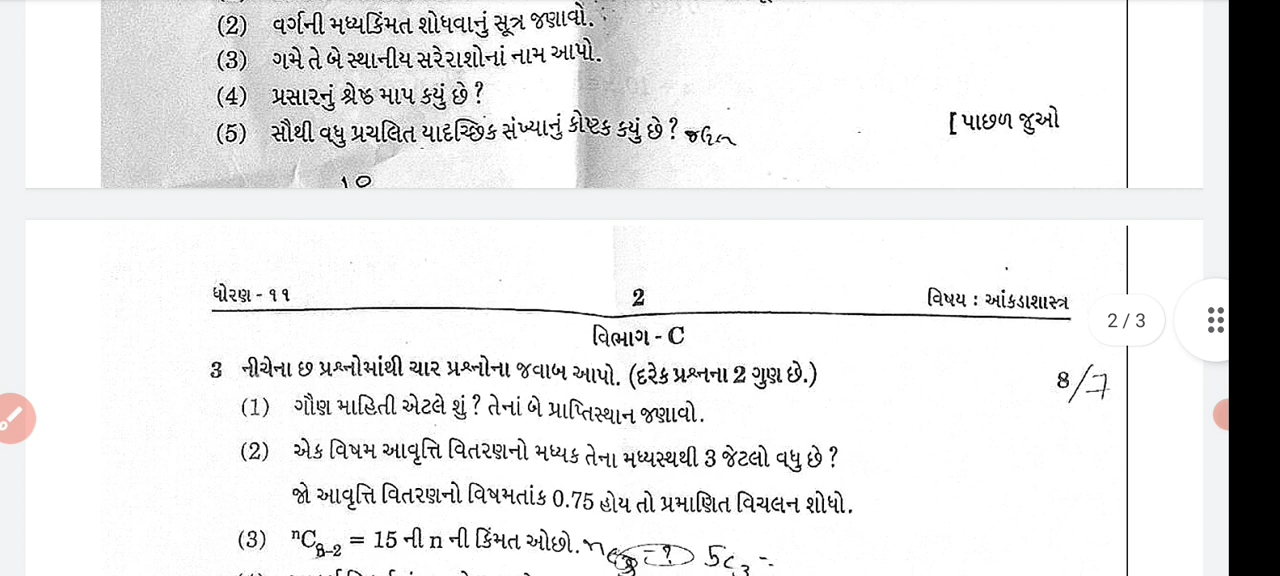 (2) વર્ગની મધ્યકિંમત શોધવાનું સૂત્ર જણાવો.
(3) ગમે તે બે સ્થાનીય સરેરાશોનાં નામ આપો.
(4) પ્રસારનું શ્રેષ્ઠ માપ કયું છે ?
(5) સૌથી વધુ પ્રચલિત યાદચ્છિક સંખ્યાનું કોષ્ટક કયું છે ?
[ પાછળ જુઓ
10
ધોરણ - ૧૧ 2 વિષય : આંકડાશાસ્ત્ર
2 / 3
વિભાગ - C
3 નીચેના છ પ્રશ્નોમાંથી ચાર પ્રશ્નોના જવાબ આપો. (દરેક પ્રશ્નના 2 ગુણ છે.) 8/7
(1) ગૌણ માહિતી એટલે શું ? તેનાં બે પ્રાપ્તિસ્થાન જણાવો.
(2) એક વિષમ આવૃત્તિ વિતરણનો મધ્યક તેના મધ્યસ્થથી 3 જેટલો વધુ છે ?
જો આવૃત્તિ વિતરણનો વિષમતાંક 0.75 હોય તો પ્રમાણિત વિચલન શોધો.
(3) = 15 ની n ની કિંમત ઓછો. 5c₃ =